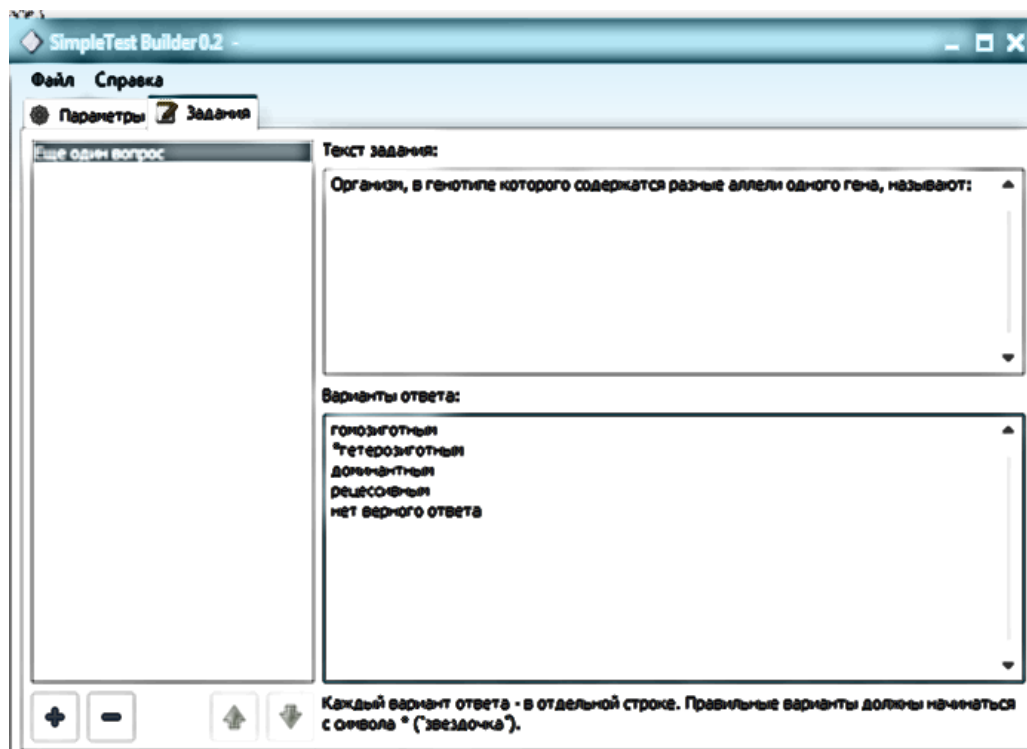 SimpleTest Builder 0.2 -
Файл Справка
Параметры Задания
Еще один вопрос
Текст задания:
Организм, в генотипе которого содержатся разные аллели одного гена, называют:
Варианты ответа:
гомозиготным
*гетерозиготным
доминантным
рецессивным
нет верного ответа
Каждый вариант ответа - в отдельной строке. Правильные варианты должны начинаться
с символа * ("звездочка").